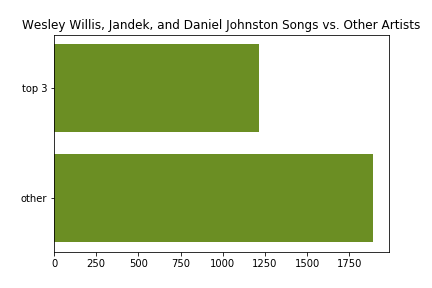 Wesley Willis, Jandek, and Daniel Johnston Songs vs. Other Artists
top 3
other
0 250 500 750 1000 1250 1500 1750